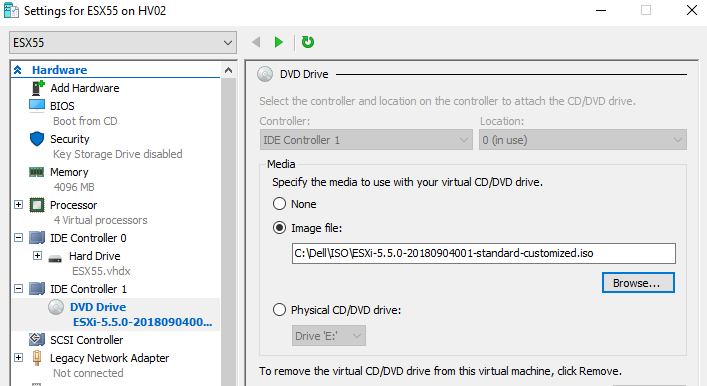 Settings for ESX55 on HV02
ESX55
Hardware
Add Hardware
BIOS
Boot from CD
Security
Key Storage Drive disabled
Memory
4096 MB
Processor
4 Virtual processors
IDE Controller 0
Hard Drive
ESX55.vhdx
IDE Controller 1
DVD Drive
ESXi-5.5.0-2018090400...
SCSI Controller
Legacy Network Adapter
Not connected
DVD Drive
Select the controller and location on the controller to attach the CD/DVD drive.
Controller: Location:
IDE Controller 1 0 (in use)
Media
Specify the media to use with your virtual CD/DVD drive.
None
Image file:
C:\Dell\ISO\ESXi-5.5.0-20180904001-standard-customized.iso
Browse...
Physical CD/DVD drive:
Drive 'E:'
To remove the virtual CD/DVD drive from this virtual machine, click Remove.